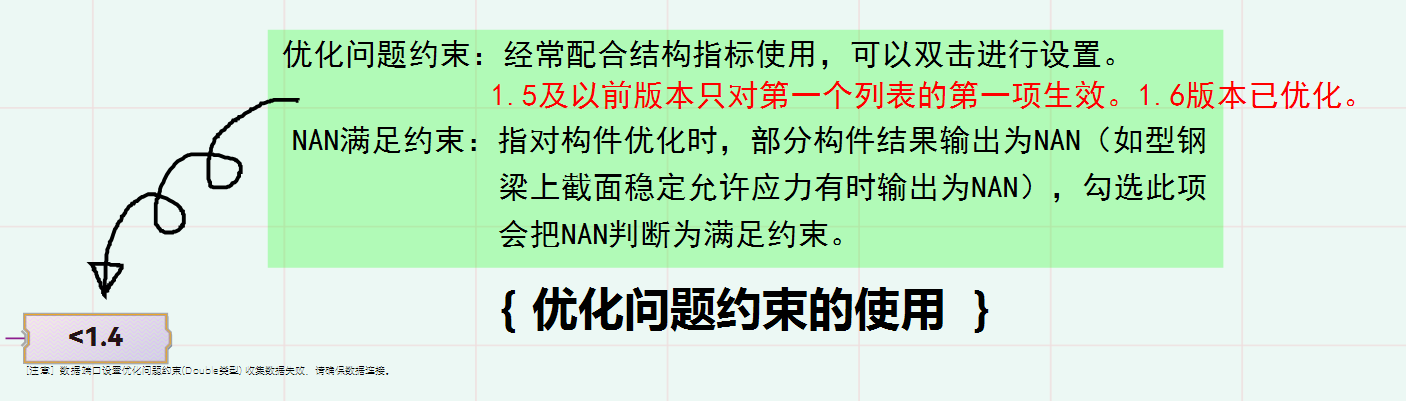 优化问题约束：经常配合结构指标使用，可以双击进行设置。
1.5及以前版本只对第一个列表的第一项生效。1.6版本已优化。
NAN满足约束：指对构件优化时，部分构件结果输出为NAN（如型钢
梁上截面稳定允许应力有时输出为NAN），勾选此项
会把NAN判断为满足约束。
{ 优化问题约束的使用 }
<1.4
[注意] 数据端口设置优化问题约束(Double类型) 收集数据失败，请确保数据连接。